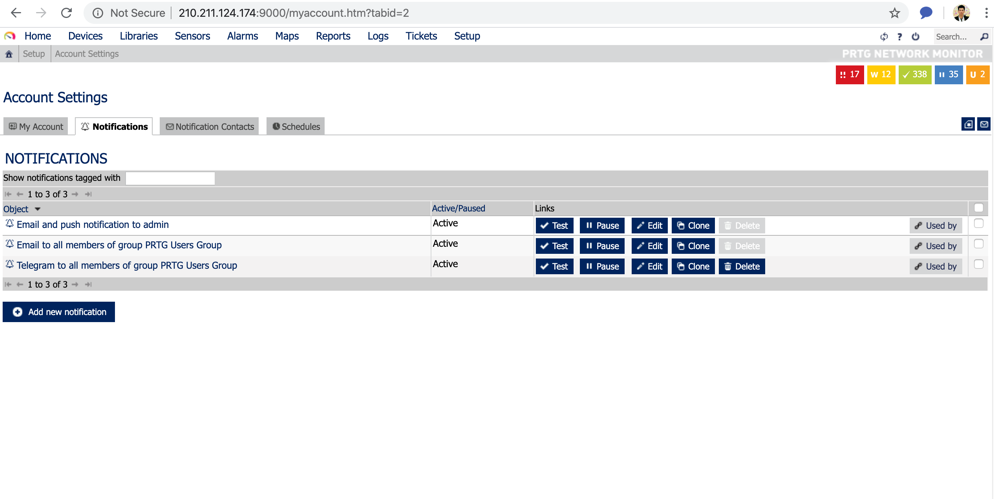 Not Secure | 210.211.124.174:9000/myaccount.htm?tabid=2
Home Devices Libraries Sensors Alarms Maps Reports Logs Tickets Setup ? Search...
Setup Account Settings PRTG NETWORK MONITOR
!! 17 W 12 338 35 U 2
Account Settings
My Account Notifications Notification Contacts Schedules
NOTIFICATIONS
Show notifications tagged with
1 to 3 of 3
Object Active/Paused Links
Email and push notification to admin Active Test Pause Edit Clone Delete Used by
Email to all members of group PRTG Users Group Active Test Pause Edit Clone Delete Used by
Telegram to all members of group PRTG Users Group Active Test Pause Edit Clone Delete Used by
1 to 3 of 3
Add new notification